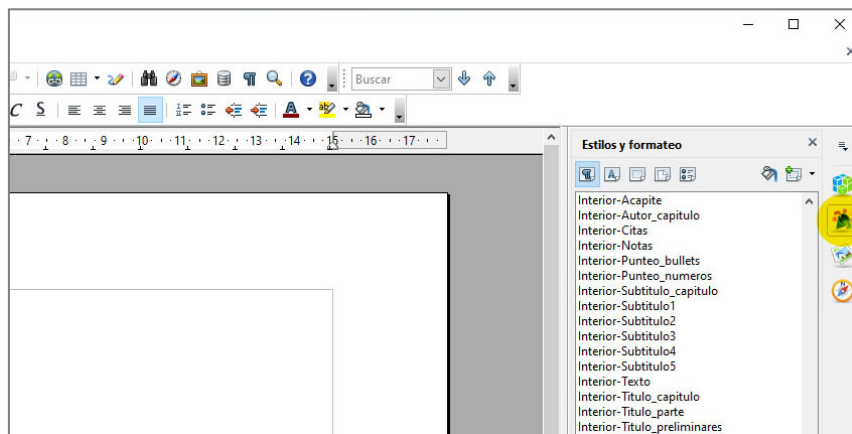 Buscar
C S
A
7 8 9 10 11 12 13 14 15 16 17
Estilos y formateo
Interior-Acapite
Interior-Autor_capitulo
Interior-Citas
Interior-Notas
Interior-Punteo_bullets
Interior-Punteo_numeros
Interior-Subtitulo_capitulo
Interior-Subtitulo1
Interior-Subtitulo2
Interior-Subtitulo3
Interior-Subtitulo4
Interior-Subtitulo5
Interior-Texto
Interior-Titulo_capitulo
Interior-Titulo_parte
Interior-Titulo_preliminares